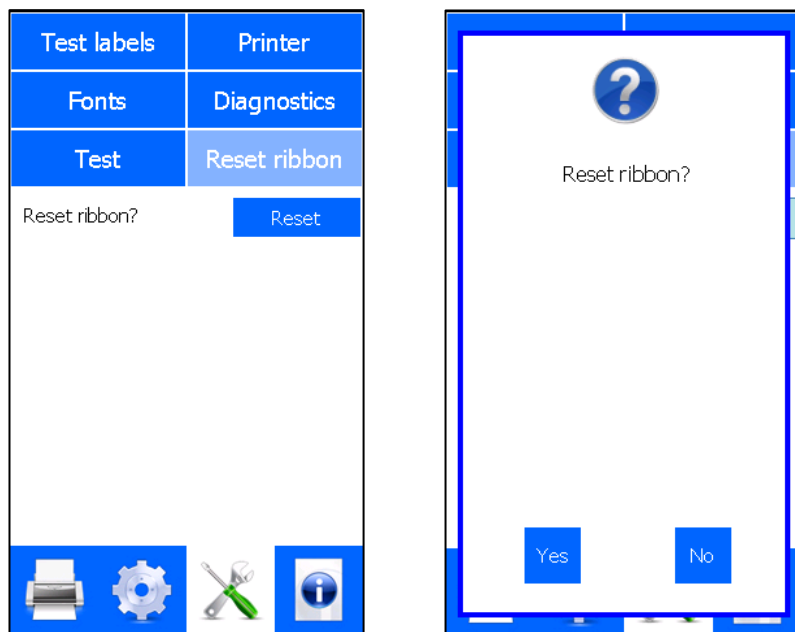 Test labels Printer
Fonts Diagnostics
Test Reset ribbon
Reset ribbon? Reset
Reset ribbon?
Yes No